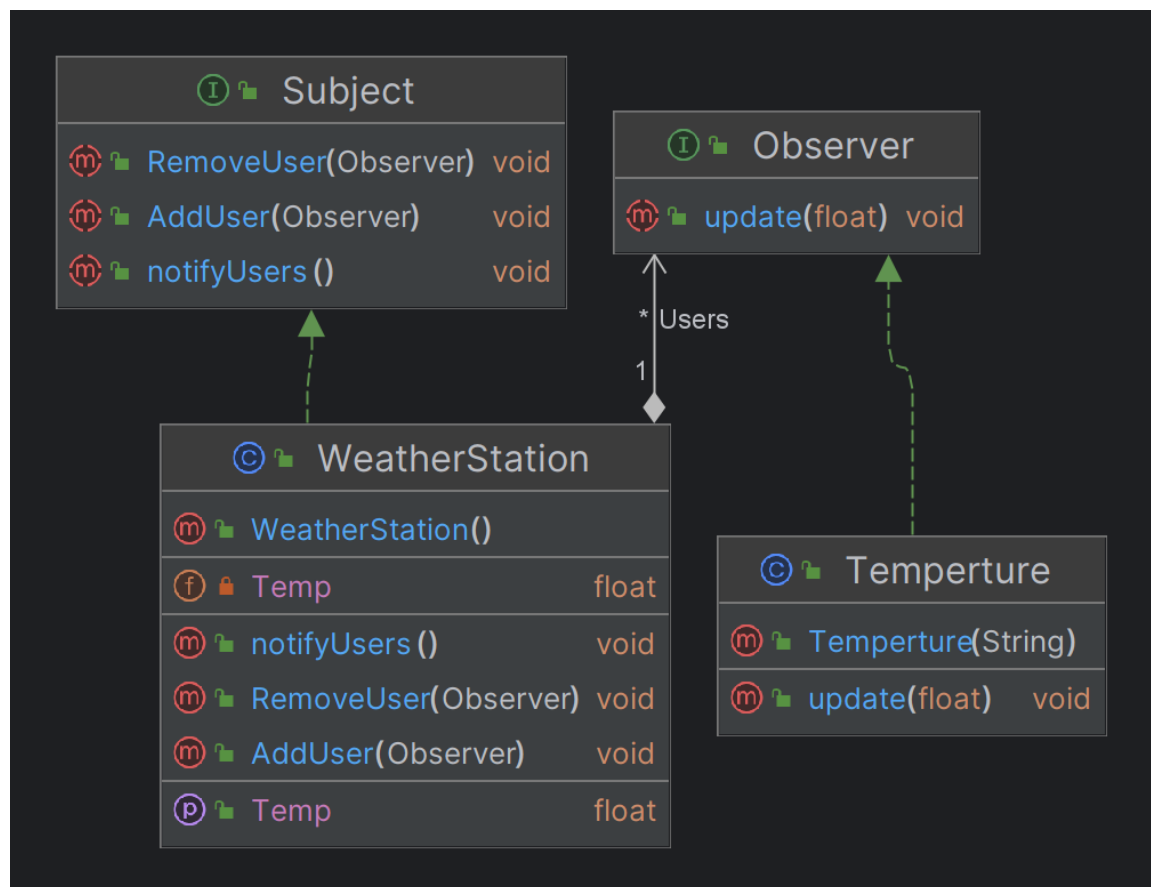 Subject
RemoveUser(Observer) void
AddUser(Observer) void
notifyUsers() void
Observer
update(float) void
* Users
1
WeatherStation
WeatherStation()
Temp float
notifyUsers() void
RemoveUser(Observer) void
AddUser(Observer) void
Temp float
Temperture
Temperture(String)
update(float) void